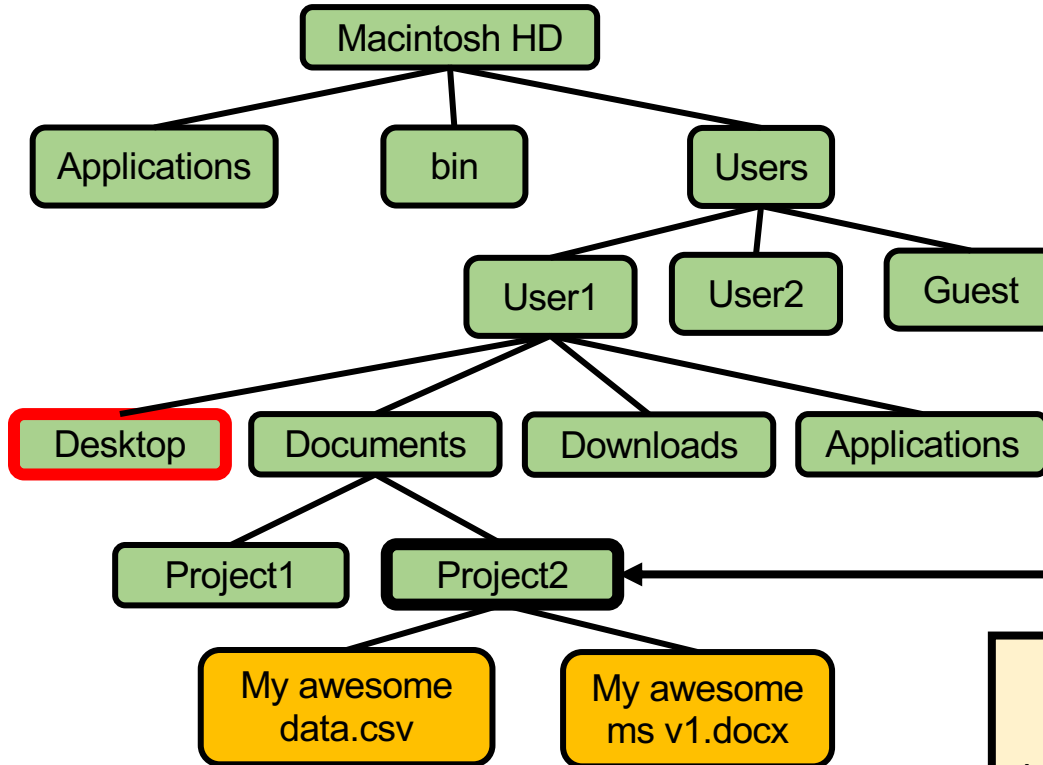 Macintosh HD
Applications
bin
Users
User1
User2
Guest
Desktop
Documents
Downloads
Applications
Project1
Project2
My awesome
data.csv
My awesome
ms v1.docx